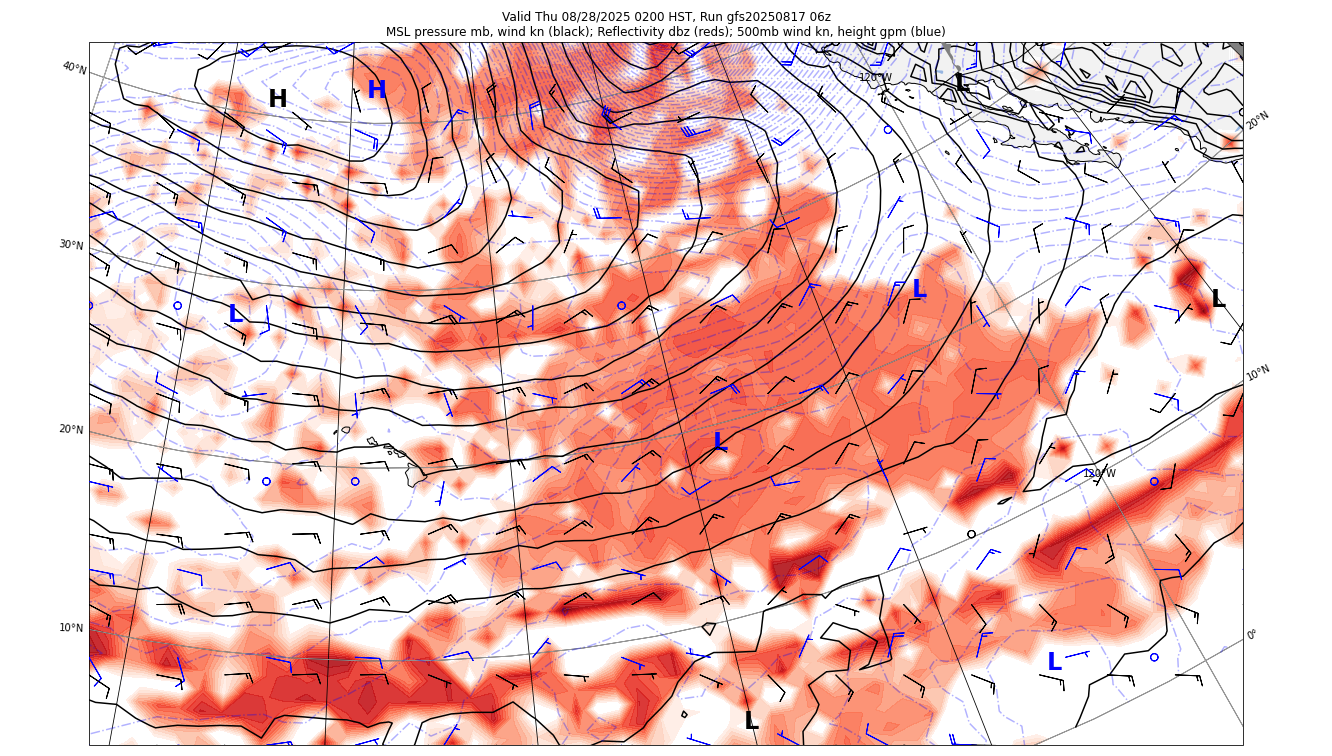 Valid Thu 08/28/2025 0200 HST, Run gfs20250817 06z
MSL pressure mb, wind kn (black); Reflectivity dbz (reds); 500mb wind kn, height gpm (blue)
40°N
H
H
120°W
L
20°N
30°N
L
L
L
10°N
20°N
L
120°W
10°N
0°
L
L